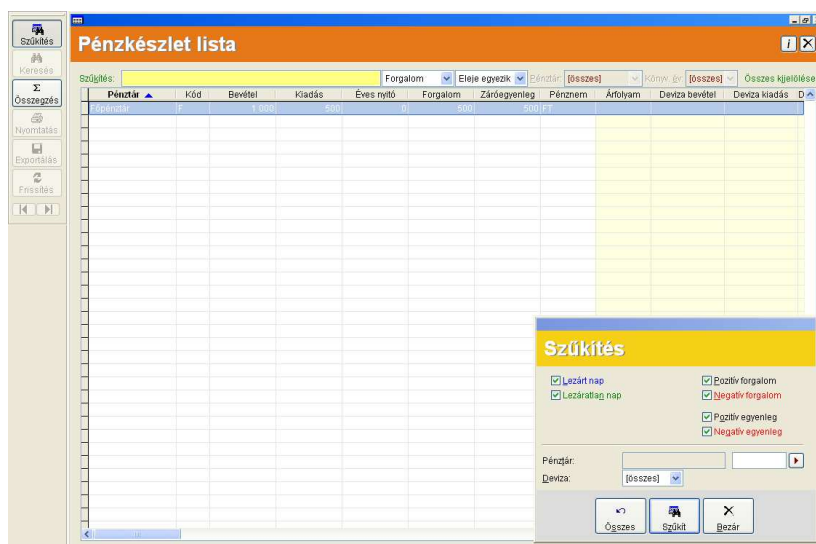 Szűkítés
Keresés
Σ
Összegzés
Nyomtatás
Exportálás
Frissítés
Pénzkészlet lista
Szűkítés: Forgalom Eleje egyezik Pénztár: [összes] Könyv. év: [összes] Összes kijelölése
Pénztár Kód Bevétel Kiadás Éves nyitó Forgalom Záróegyenleg Pénznem Árfolyam Deviza bevétel Deviza kiadás D
Főpénztár F 1 000 500 0 500 500 FT
Szűkítés
Lezárt nap Pozitív forgalom
Lezáratlan nap Negatív forgalom
Pozitív egyenleg
Negatív egyenleg
Pénztár:
Deviza: [összes]
Összes Szűkít Bezár